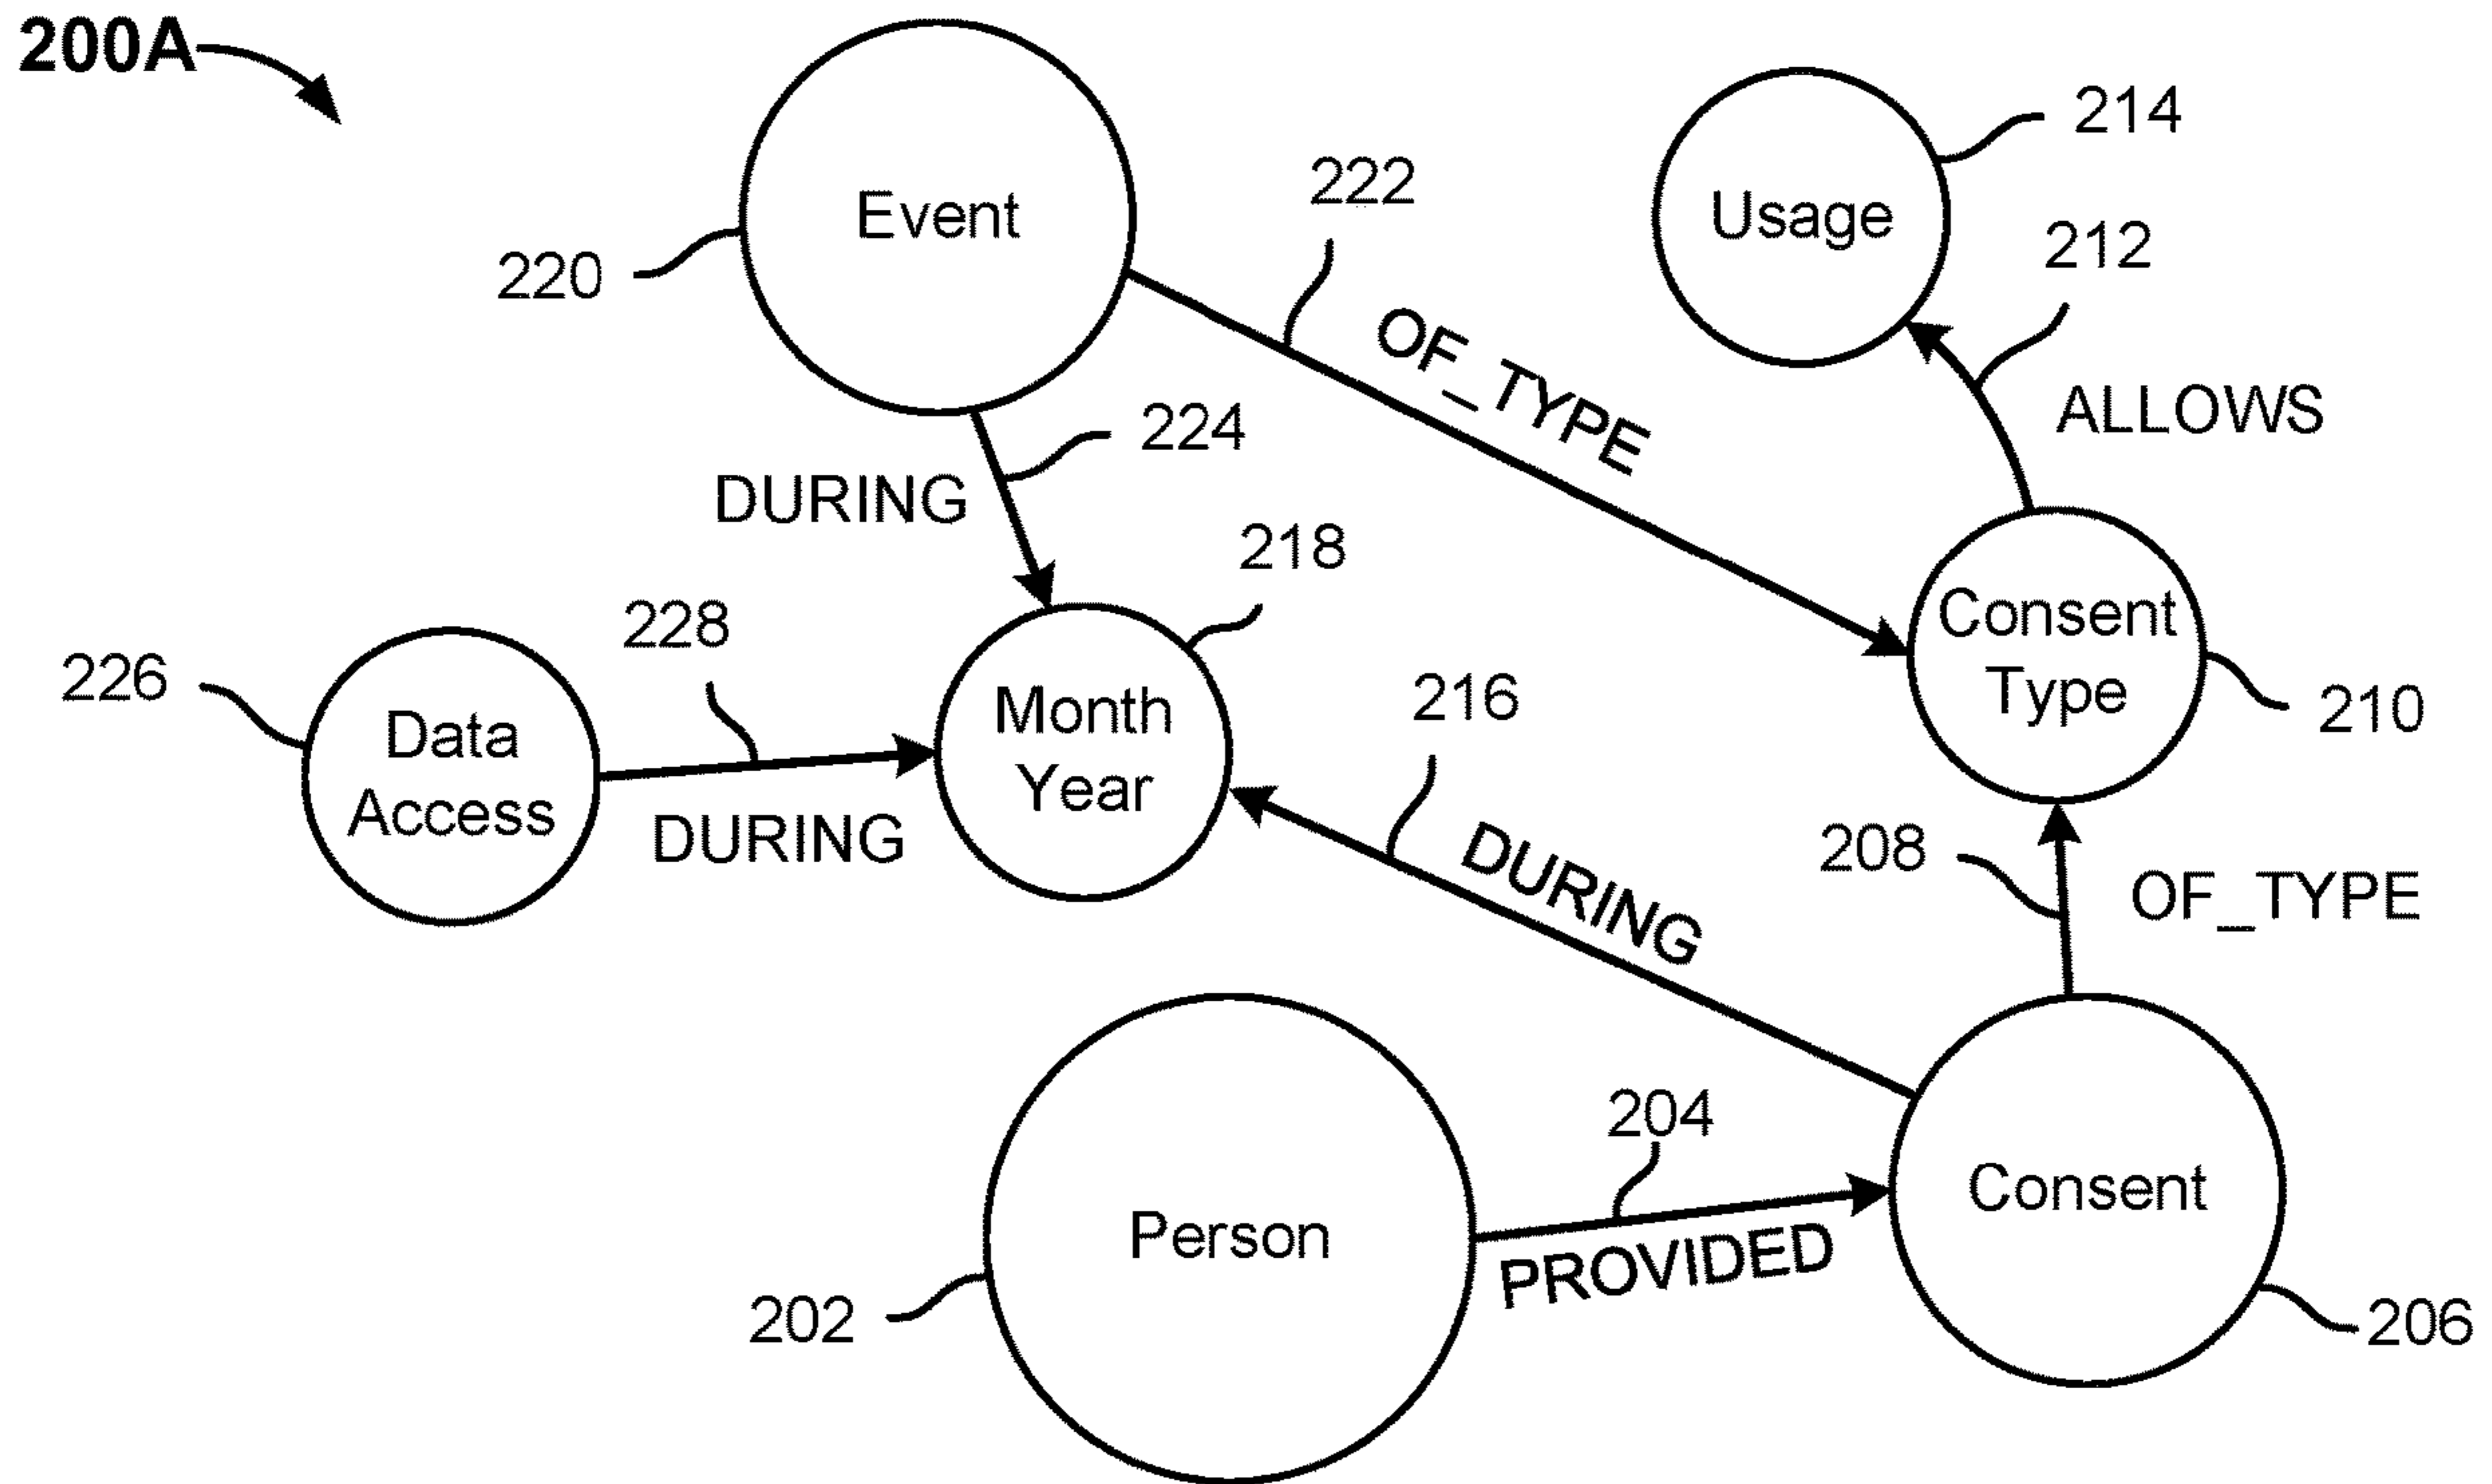 200A
Event
220
222
OF_TYPE
Usage
214
212
ALLOWS
DURING
224
218
Month
Year
Consent
Type
210
226
Data
Access
228
DURING
216
DURING
208
OF_TYPE
Person
202
204
PROVIDED
Consent
206